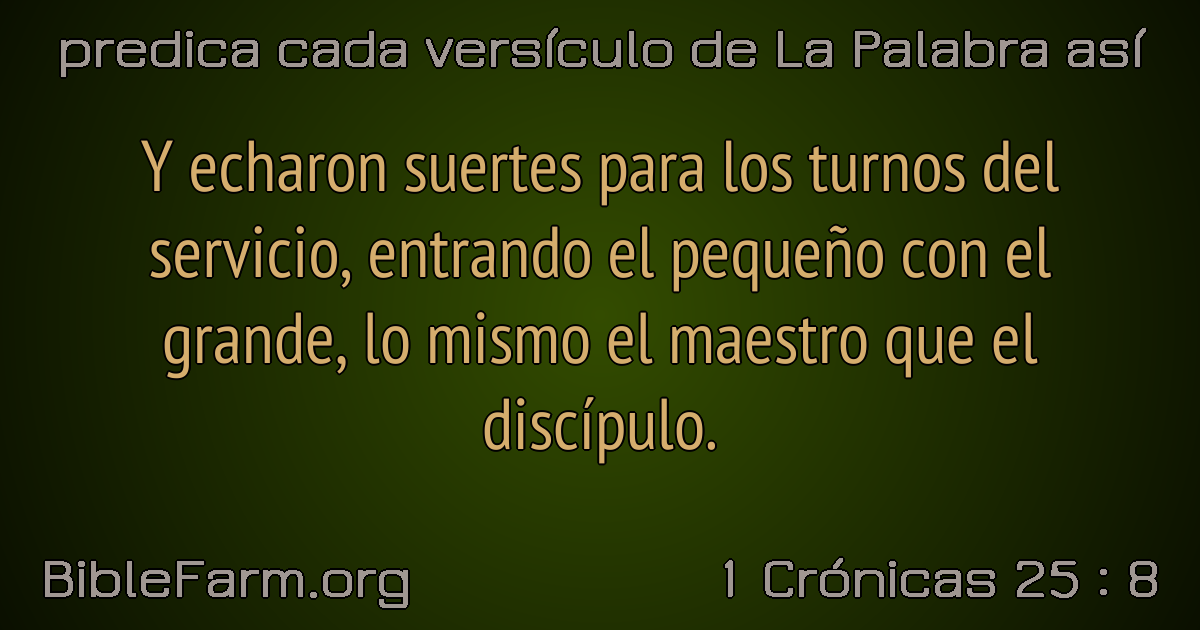 predica cada versículo de La Palabra así
Y echaron suertes para los turnos del
servicio, entrando el pequeño con el
grande, lo mismo el maestro que el
discípulo.
BibleFarm.org
1 Crónicas 25 : 8